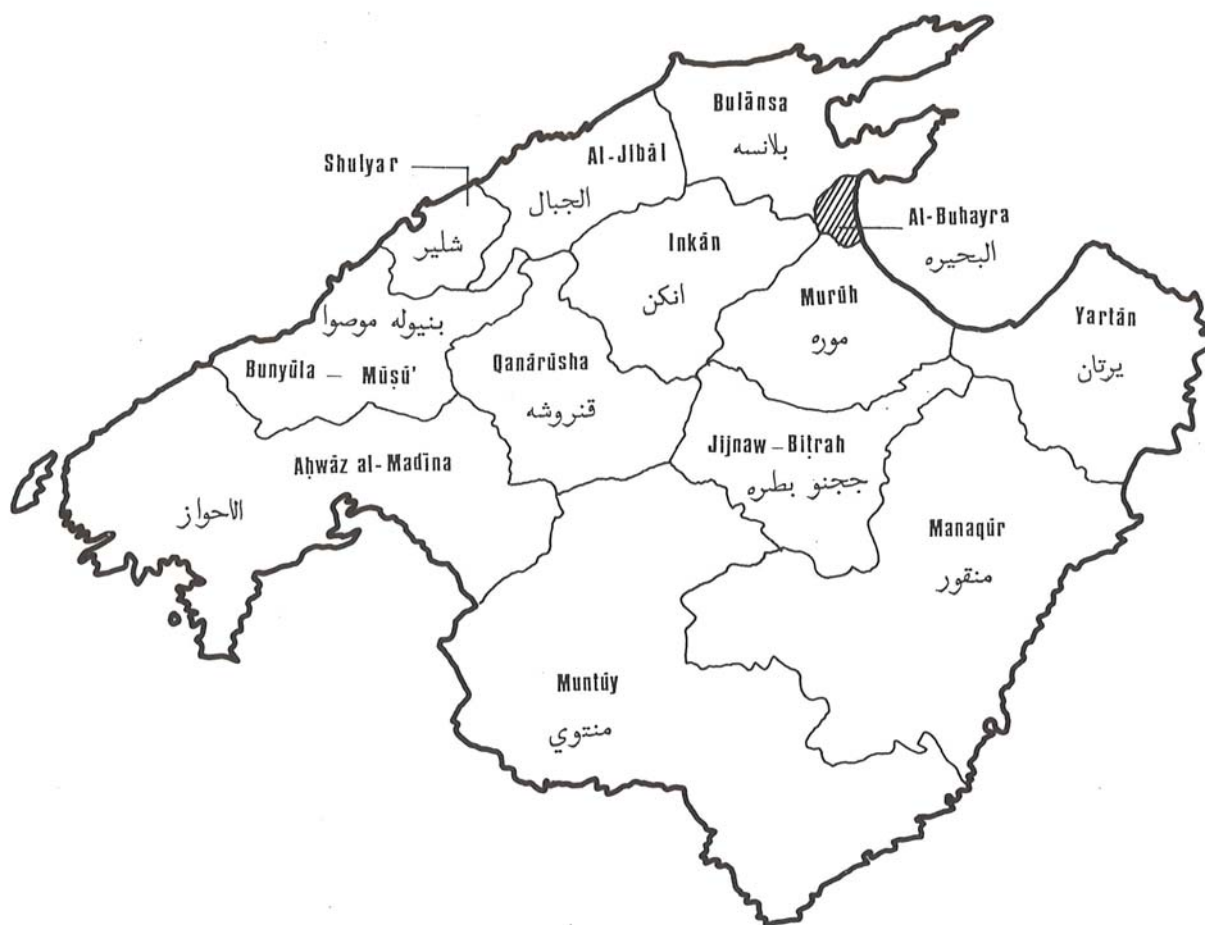 Bulānsa
بلانسه
Al-Jibāl
الجبال
Shulyar
شلير
Al-Buhayra
البحيره
Inkān
انكن
Murūh
موره
Yartān
يرتان
بنيوله موصوا
Bunyūla – Mūṣū'
Qanārūsha
قنروشه
Jijnaw – Biṭrah
ججنو بطره
Aḥwāz al-Madīna
الاحواز
Manaqūr
منقور
Muntūy
منتوي